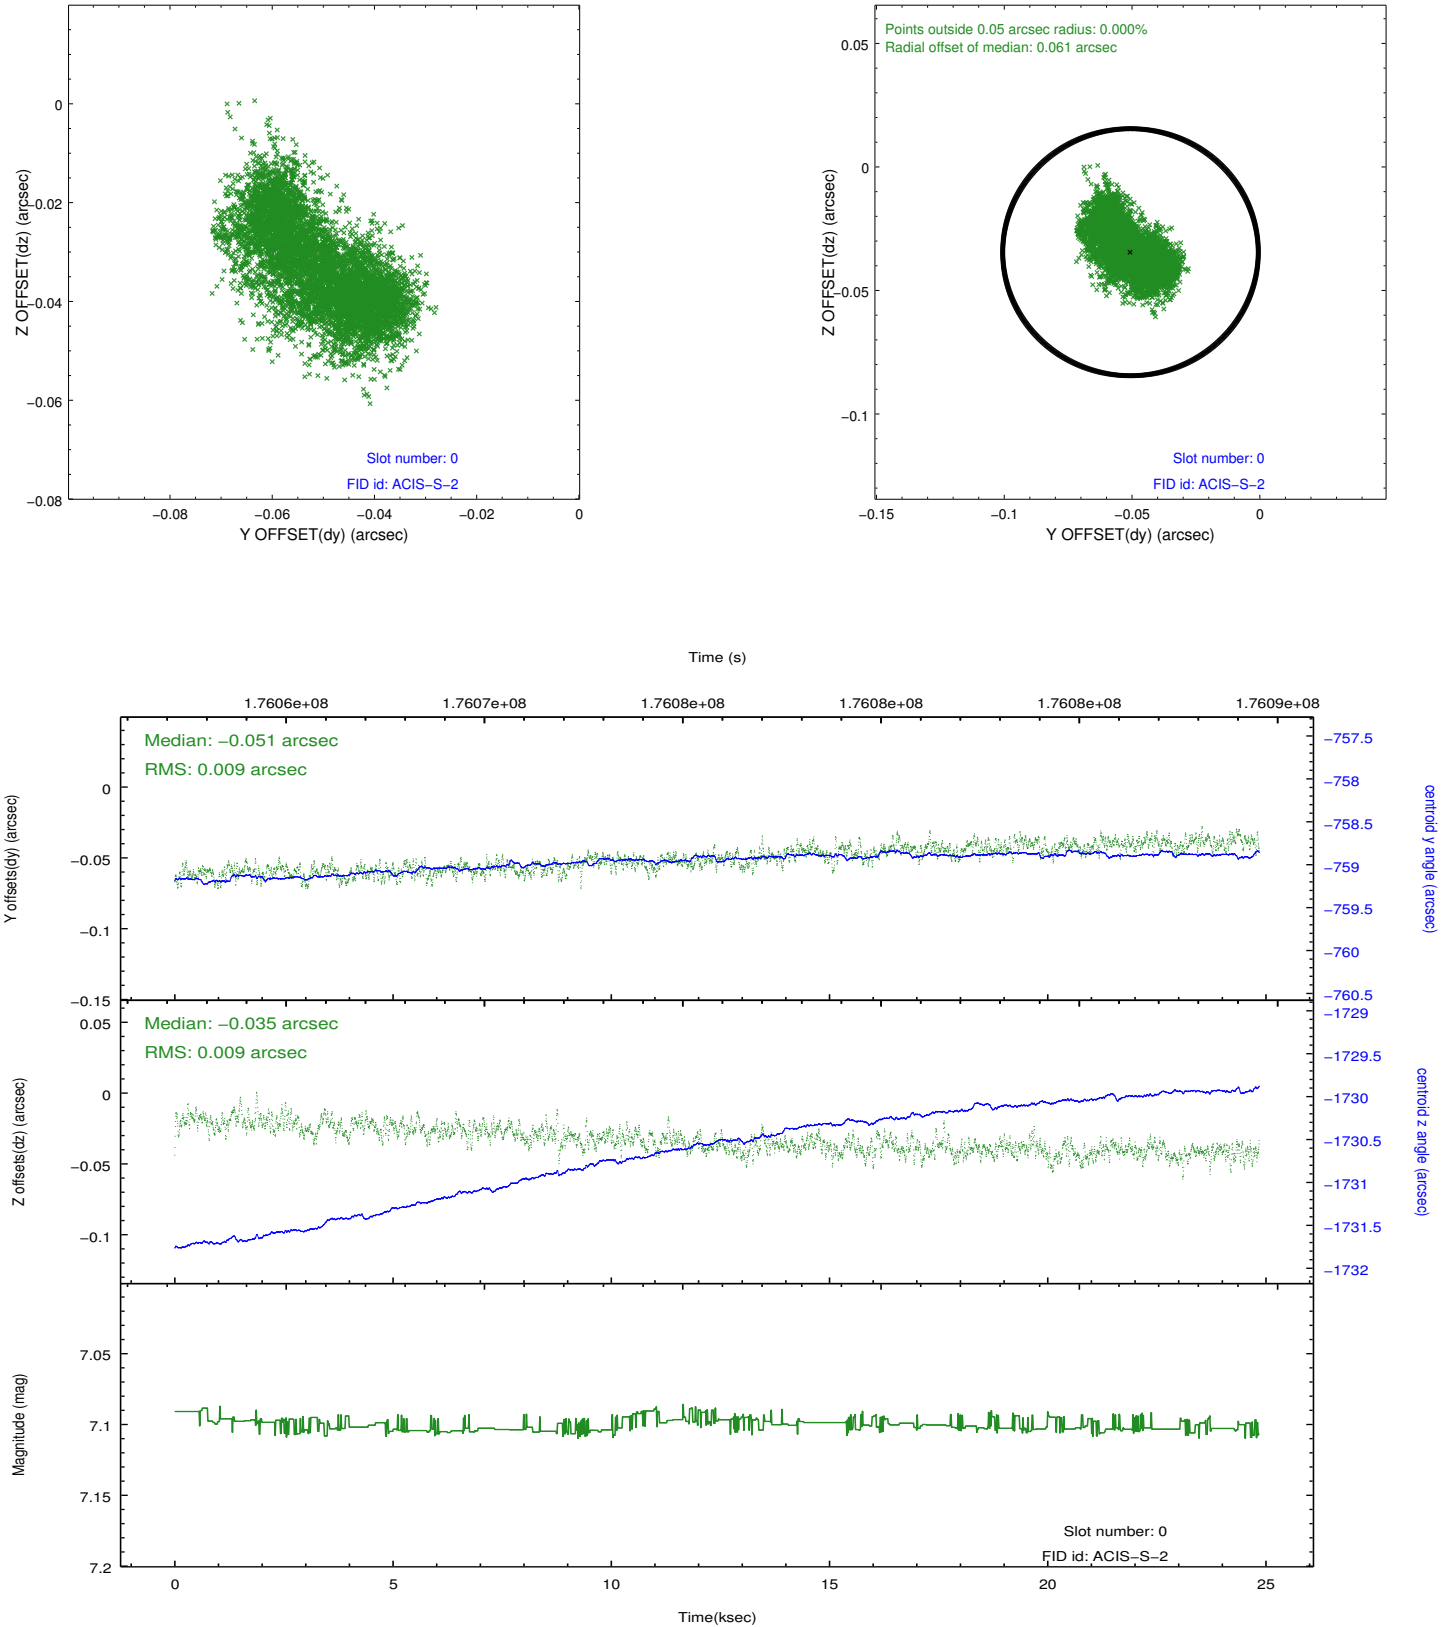 0
−0.02
−0.04
−0.06
−0.08
Z OFFSET(dz) (arcsec)
Slot number: 0
FID id: ACIS−S−2
−0.08
−0.06
−0.04
−0.02
0
Y OFFSET(dy) (arcsec)
Points outside 0.05 arcsec radius: 0.000%
Radial offset of median: 0.061 arcsec
0.05
0
−0.05
−0.1
Z OFFSET(dz) (arcsec)
Slot number: 0
FID id: ACIS−S−2
−0.15
−0.1
−0.05
0
Y OFFSET(dy) (arcsec)
Time (s)
1.7606e+08
1.7607e+08
1.7608e+08
1.7608e+08
1.7608e+08
1.7609e+08
Median: −0.051 arcsec
RMS: 0.009 arcsec
0
−0.05
−0.1
−0.15
Y offsets(dy) (arcsec)
−757.5
−758
−758.5
−759
−759.5
−760
−760.5
centroid y angle (arcsec)
Median: −0.035 arcsec
RMS: 0.009 arcsec
0.05
0
−0.05
−0.1
Z offsets(dz) (arcsec)
−1729
−1729.5
−1730
−1730.5
−1731
−1731.5
−1732
centroid z angle (arcsec)
7.05
7.1
7.15
7.2
Magnitude (mag)
Slot number: 0
FID id: ACIS−S−2
0
5
10
15
20
25
Time(ksec)